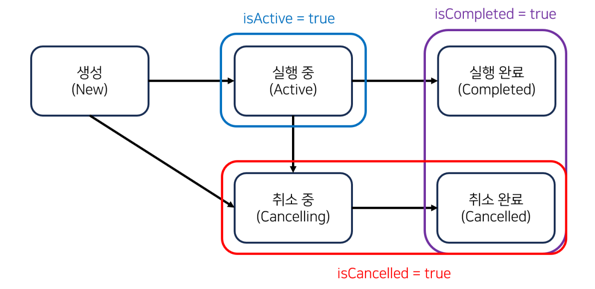 isActive = true
isCompleted = true
생성
(New)
실행 중
(Active)
실행 완료
(Completed)
취소 중
(Cancelling)
취소 완료
(Cancelled)
isCancelled = true